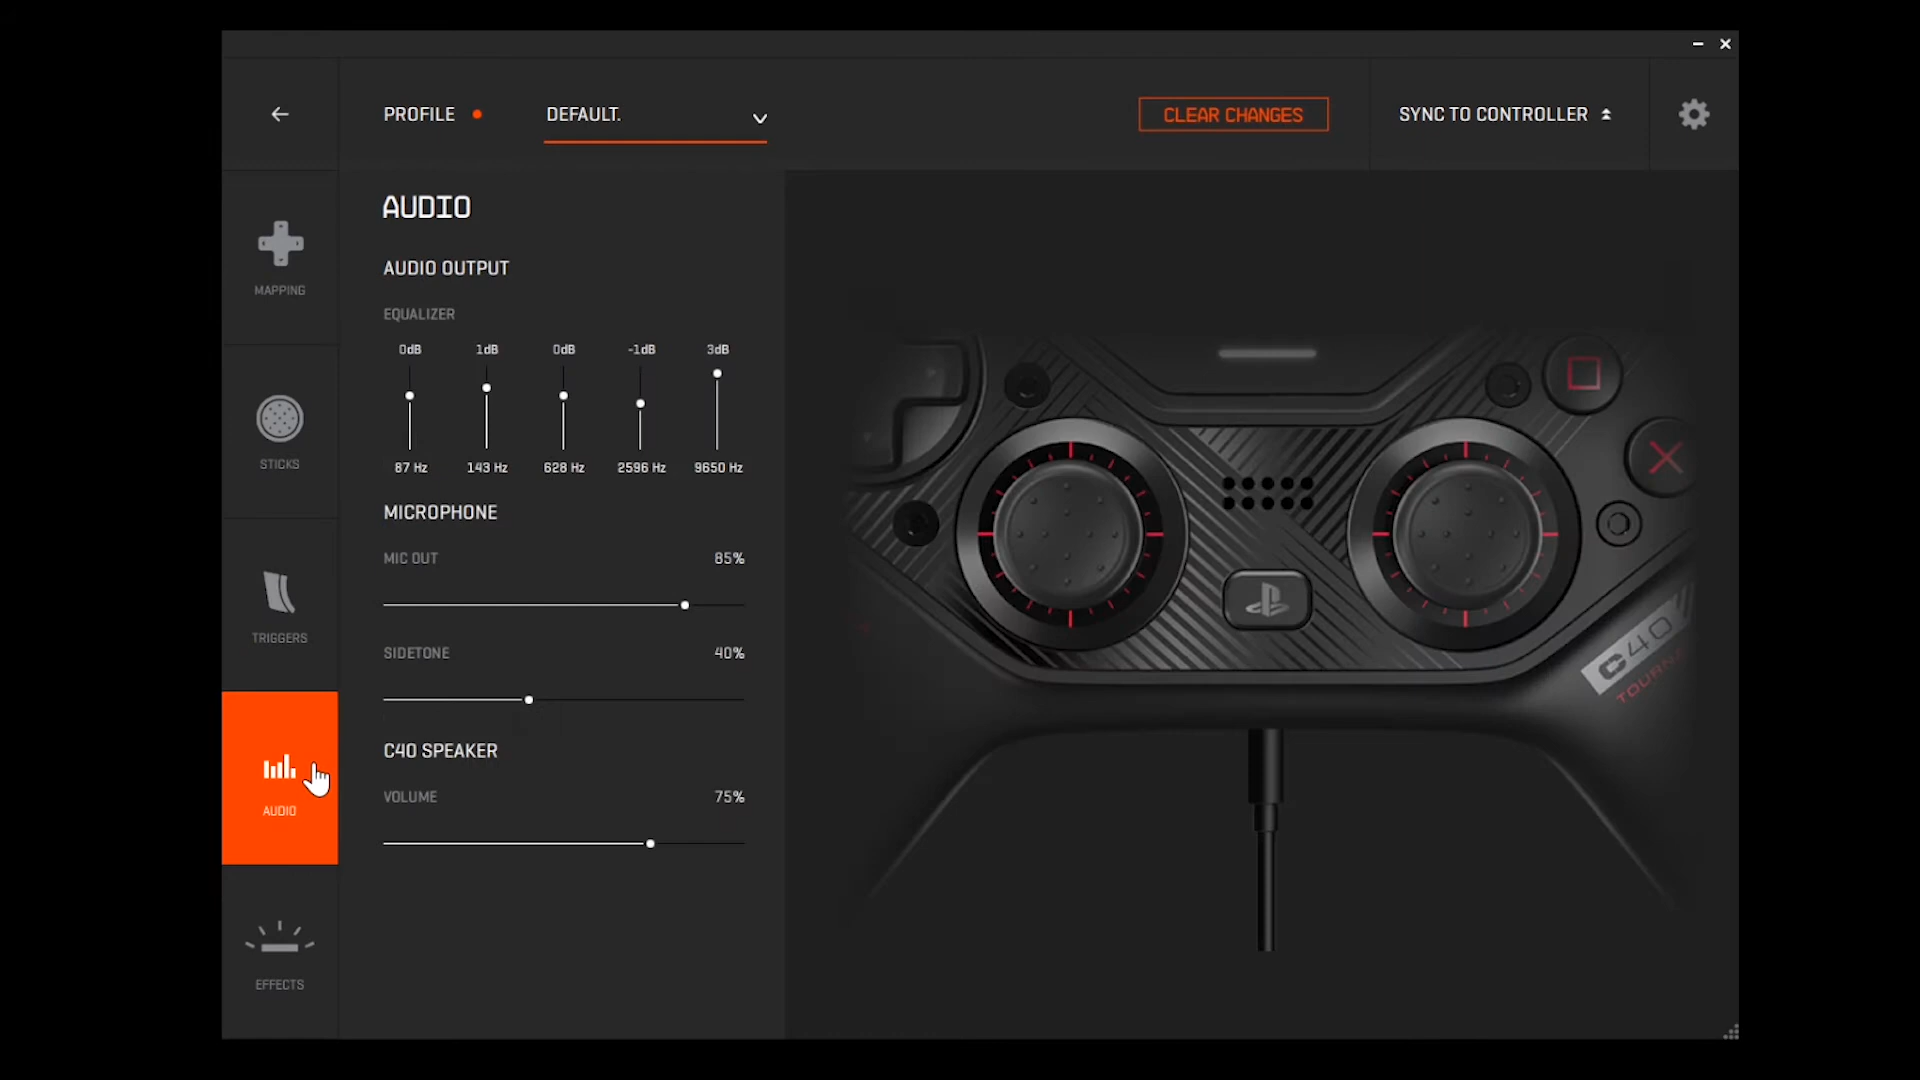 PROFILE DEFAULT. CLEAR CHANGES SYNC TO CONTROLLER
MAPPING
STICKS
TRIGGERS
AUDIO
EFFECTS
AUDIO
AUDIO OUTPUT
EQUALIZER
0dB 1dB 0dB -1dB 3dB
87 Hz 143 Hz 628 Hz 2596 Hz 9650 Hz
MICROPHONE
MIC OUT 85%
SIDETONE 40%
C40 SPEAKER
VOLUME 75%
C40